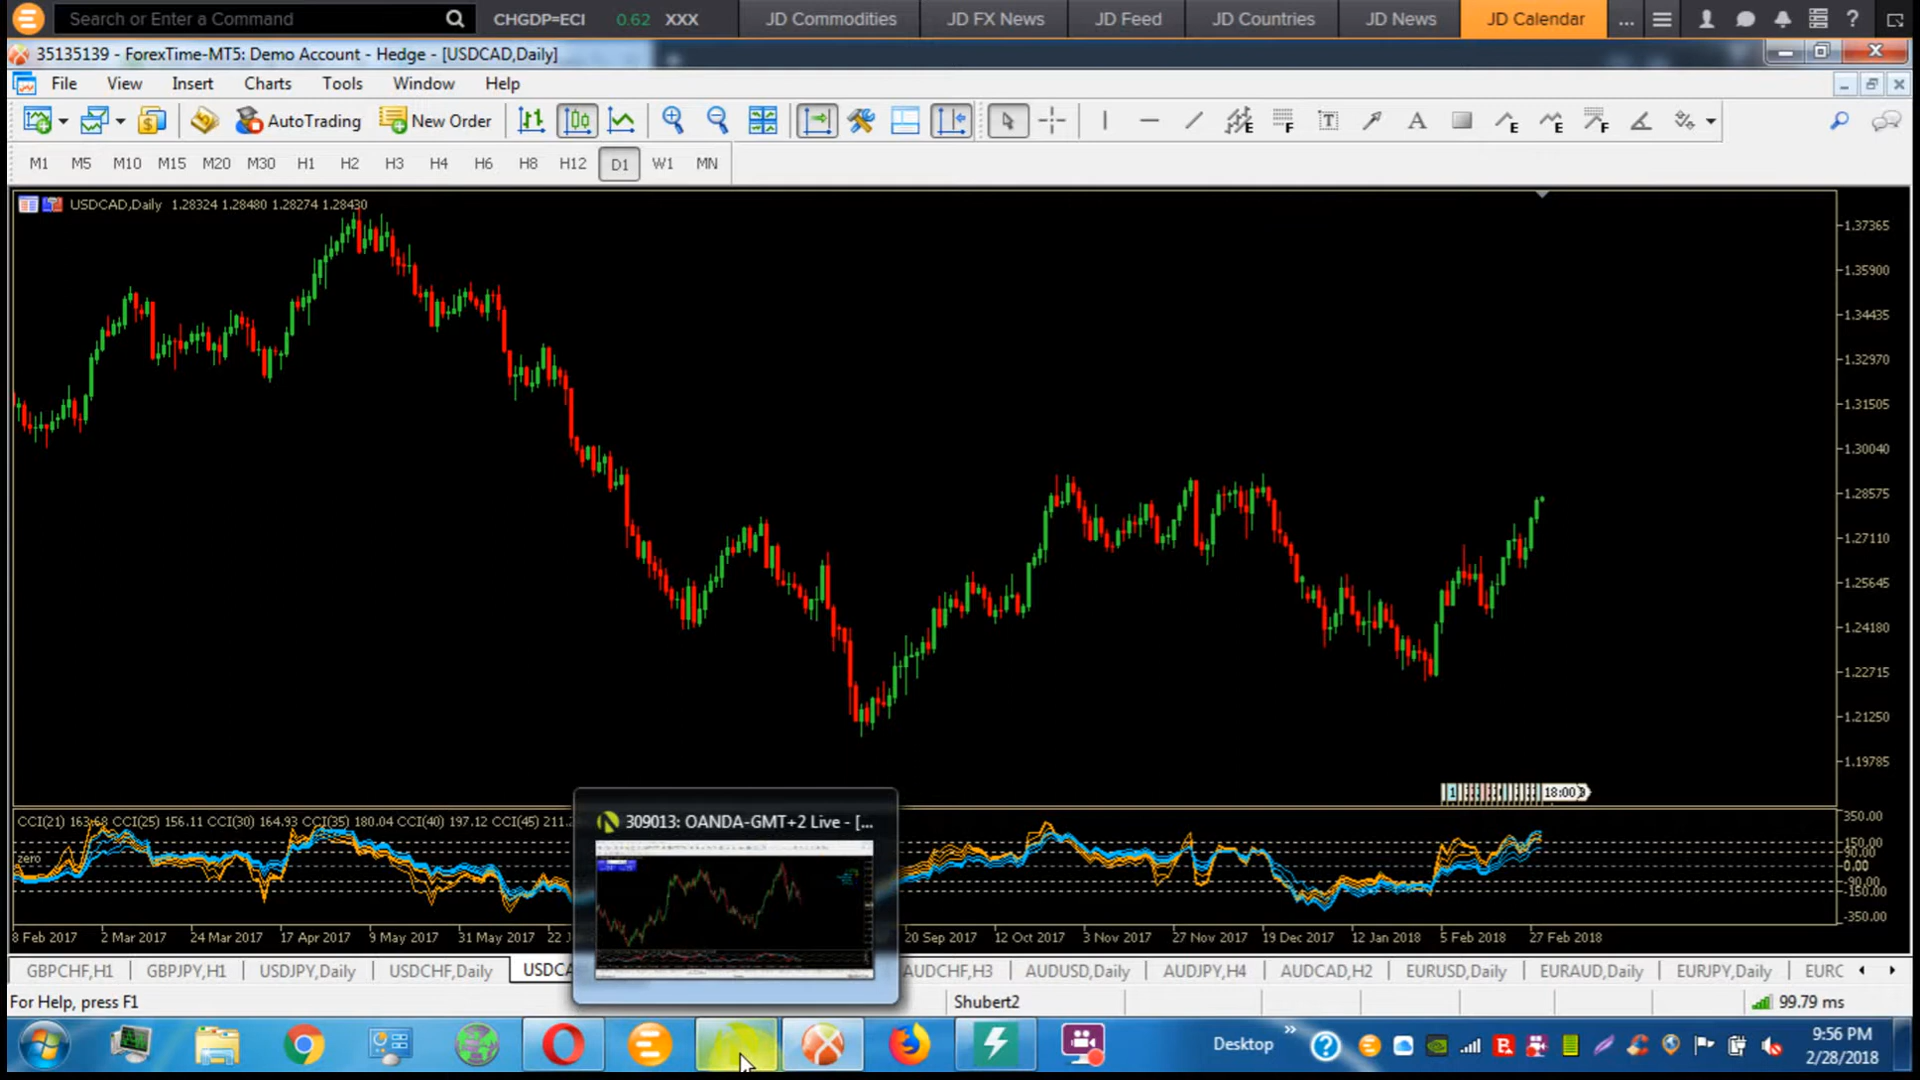 Search or Enter a Command CHGDP=ECI 0.62 XXX JD Commodities JD FX News JD Feed JD Countries JD News JD Calendar ... ?
35135139 - ForexTime-MT5: Demo Account - Hedge - [USDCAD,Daily]
File View Insert Charts Tools Window Help
AutoTrading New Order
M1 M5 M10 M15 M20 M30 H1 H2 H3 H4 H6 H8 H12 D1 W1 MN
USDCAD,Daily 1.28324 1.28480 1.28274 1.28430
1.37365
1.35900
1.34435
1.32970
1.31505
1.30040
1.28575
1.27110
1.25645
1.24180
1.22715
1.21250
1.19785
18:00
CCI(21) 163.68 CCI(25) 156.11 CCI(30) 164.93 CCI(35) 180.04 CCI(40) 197.12 CCI(45) 211.
zero
350.00
150.00
90.00
0.00
-90.00
-150.00
-350.00
309013: OANDA-GMT+2 Live - [...
8 Feb 2017 2 Mar 2017 24 Mar 2017 17 Apr 2017 9 May 2017 31 May 2017 22 20 Sep 2017 12 Oct 2017 3 Nov 2017 27 Nov 2017 19 Dec 2017 12 Jan 2018 5 Feb 2018 27 Feb 2018
GBPCHF,H1 GBPJPY,H1 USDJPY,Daily USDCHF,Daily USDCA AUDCHF,H3 AUDUSD,Daily AUDJPY,H4 AUDCAD,H2 EURUSD,Daily EURAUD,Daily EURJPY,Daily EURC
For Help, press F1 Shubert2 99.79 ms
Desktop 9:56 PM
2/28/2018